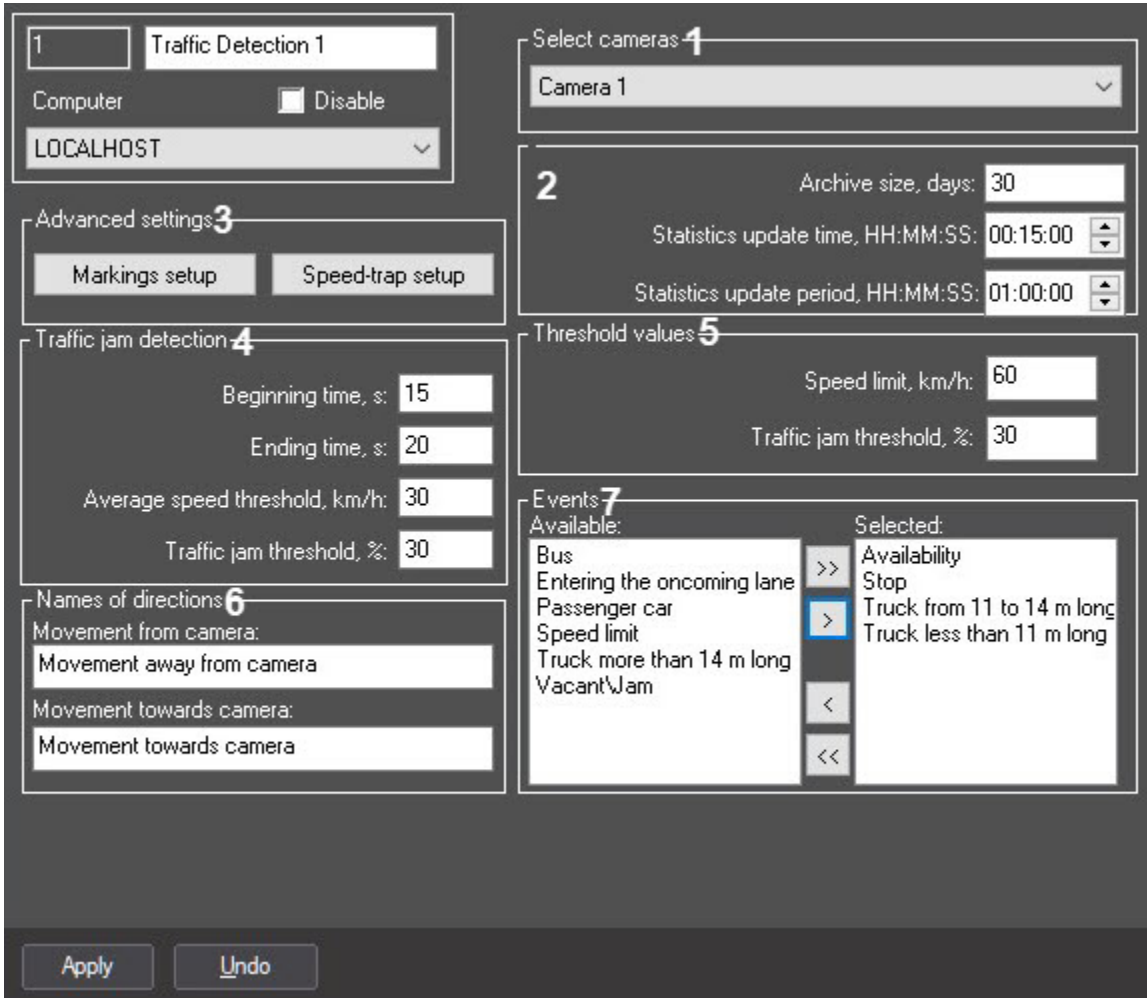 1
Traffic Detection 1
Computer
Disable
LOCALHOST
Select cameras 1
Camera 1
2
Archive size, days: 30
Statistics update time, HH:MM:SS: 00:15:00
Statistics update period, HH:MM:SS: 01:00:00
Advanced settings 3
Markings setup
Speed-trap setup
Traffic jam detection 4
Beginning time, s: 15
Ending time, s: 20
Average speed threshold, km/h: 30
Traffic jam threshold, %: 30
Threshold values 5
Speed limit, km/h: 60
Traffic jam threshold, %: 30
Names of directions 6
Movement from camera:
Movement away from camera
Movement towards camera:
Movement towards camera
Events 7
Available:
Bus
Entering the oncoming lane
Passenger car
Speed limit
Truck more than 14 m long
Vacant\Jam
>>
>
<
<<
Selected:
Availability
Stop
Truck from 11 to 14 m long
Truck less than 11 m long
Apply
Undo